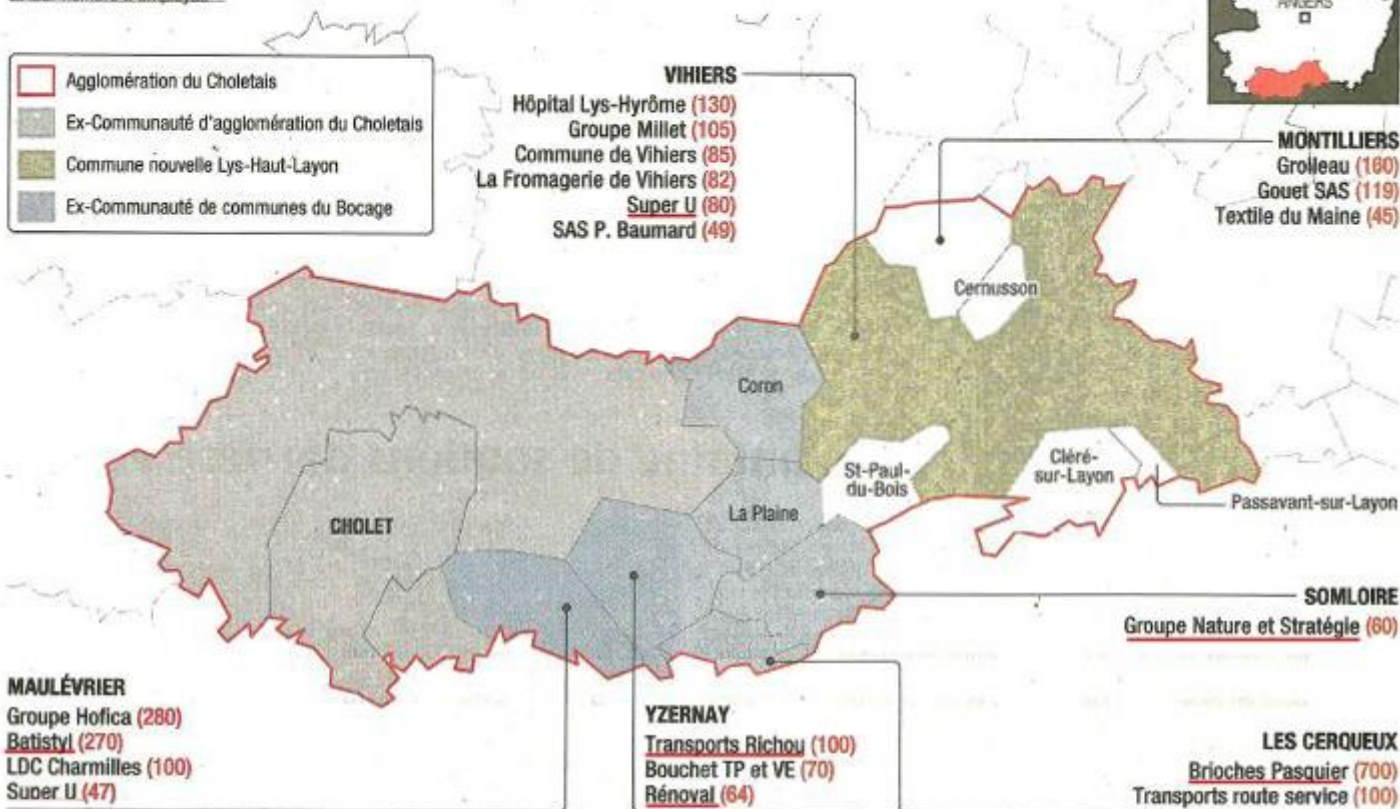 ANGERS
Agglomération du Choletais
Ex-Communauté d'agglomération du Choletais
Commune nouvelle Lys-Haut-Layon
Ex-Communauté de communes du Bocage
VIHIERS
Hôpital Lys-Hyrôme (130)
Groupe Millet (105)
Commune de Vihiers (85)
La Fromagerie de Vihiers (82)
Super U (80)
SAS P. Baumard (49)
MONTILLIERS
Grolleau (160)
Gouet SAS (119)
Textile du Maine (45)
Cernusson
Coron
St-Paul-
du-Bois
Cléré-
sur-Layon
Passavant-sur-Layon
La Plaine
CHOLET
SOMLOIRE
Groupe Nature et Stratégie (60)
MAULÉVRIER
Groupe Hofica (280)
Batistyl (270)
LDC Charmilles (100)
Super U (47)
YZERNAY
Transports Richou (100)
Bouchet TP et VE (70)
Rénoval (64)
LES CERQUEUX
Brioches Pasquier (700)
Transports route service (100)